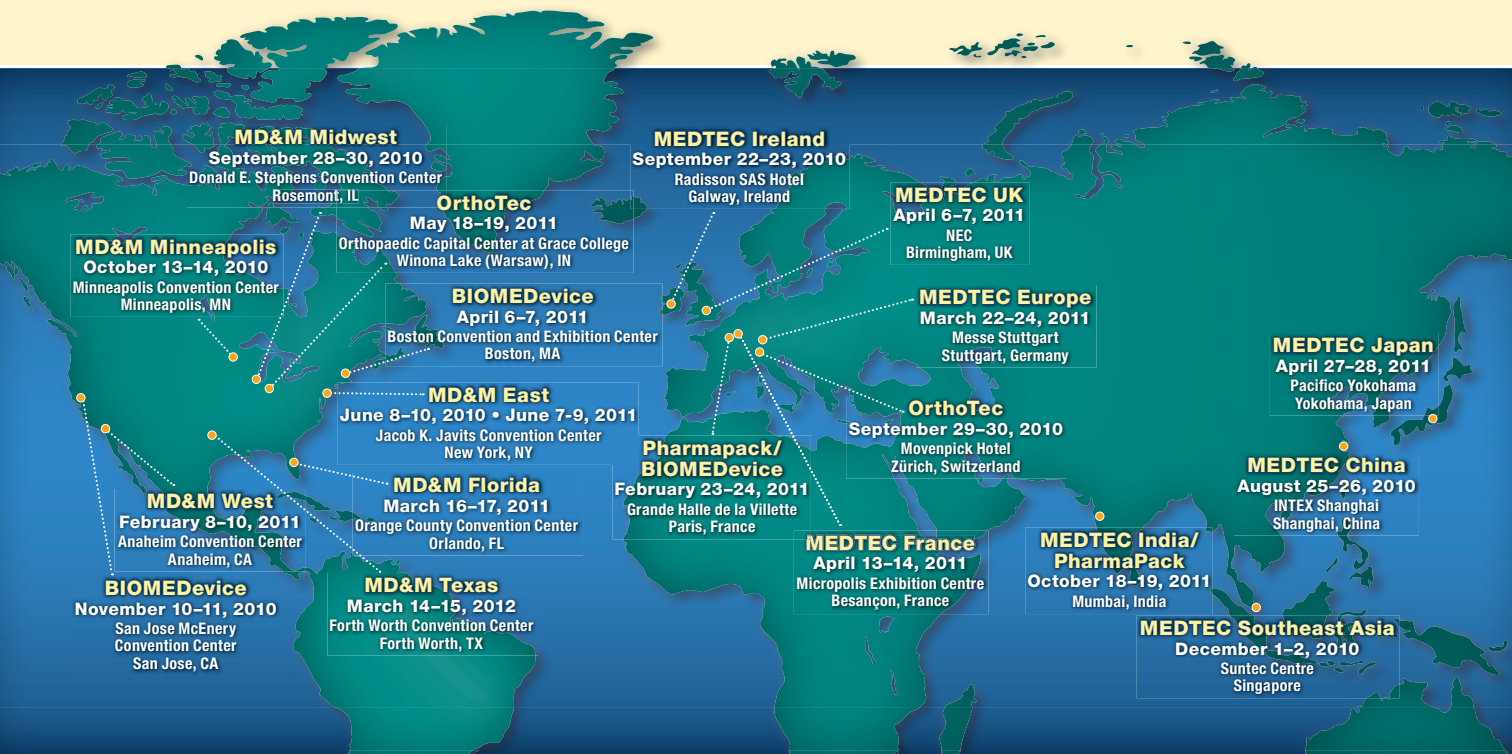 MD&M Midwest
September 28–30, 2010
Donald E. Stephens Convention Center
Rosemont, IL
MEDTEC Ireland
September 22–23, 2010
Radisson SAS Hotel
Galway, Ireland
MEDTEC UK
April 6–7, 2011
NEC
Birmingham, UK
OrthoTec
May 18–19, 2011
Orthopaedic Capital Center at Grace College
Winona Lake (Warsaw), IN
MD&M Minneapolis
October 13–14, 2010
Minneapolis Convention Center
Minneapolis, MN
BIOMEDevice
April 6–7, 2011
Boston Convention and Exhibition Center
Boston, MA
MEDTEC Europe
March 22–24, 2011
Messe Stuttgart
Stuttgart, Germany
MEDTEC Japan
April 27–28, 2011
Pacifico Yokohama
Yokohama, Japan
MD&M East
June 8–10, 2010 • June 7-9, 2011
Jacob K. Javits Convention Center
New York, NY
OrthoTec
September 29–30, 2010
Movenpick Hotel
Zürich, Switzerland
Pharmapack/
BIOMEDevice
February 23–24, 2011
Grande Halle de la Villette
Paris, France
MEDTEC China
August 25–26, 2010
INTEX Shanghai
Shanghai, China
MD&M Florida
March 16–17, 2011
Orange County Convention Center
Orlando, FL
MD&M West
February 8–10, 2011
Anaheim Convention Center
Anaheim, CA
MEDTEC France
April 13–14, 2011
Micropolis Exhibition Centre
Besançon, France
MEDTEC India/
PharmaPack
October 18–19, 2011
Mumbai, India
BIOMEDevice
November 10–11, 2010
San Jose McEnery
Convention Center
San Jose, CA
MD&M Texas
March 14–15, 2012
Forth Worth Convention Center
Forth Worth, TX
MEDTEC Southeast Asia
December 1–2, 2010
Suntec Centre
Singapore